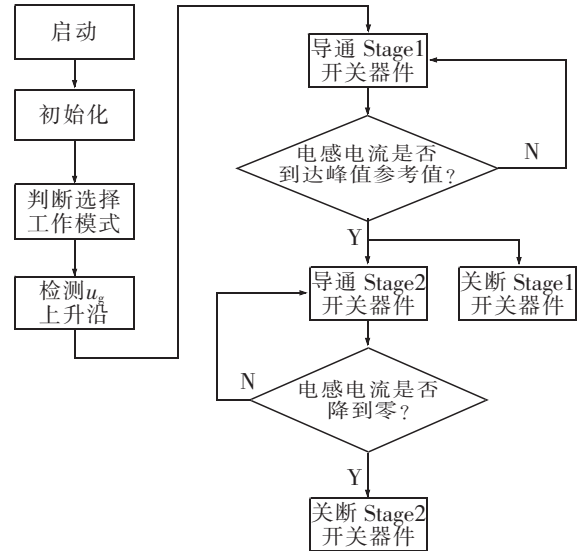 启动
初始化
判断选择
工作模式
检测ug
上升沿
导通 Stage1
开关器件
电感电流是否
到达峰值参考值?
N
Y
导通 Stage2
开关器件
关断 Stage1
开关器件
电感电流是否
降到零?
N
Y
关断 Stage2
开关器件